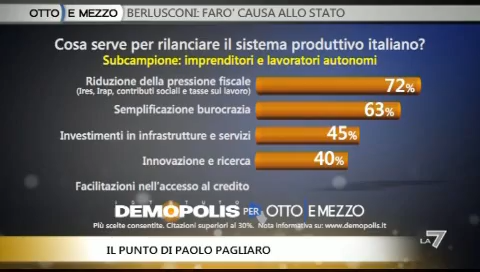 OTTO E MEZZO BERLUSCONI: FARO' CAUSA ALLO STATO
Cosa serve per rilanciare il sistema produttivo italiano?
Subcampione: imprenditori e lavoratori autonomi
Riduzione della pressione fiscale 72%
(Ires, Irap, contributi sociali e tasse sul lavoro)
Semplificazione burocrazia 63%
Investimenti in infrastrutture e servizi 45%
Innovazione e ricerca 40%
Facilitazioni nell'accesso al credito
ISTITUTO
DEMOPOLIS PER OTTO E MEZZO
Più scelte consentite. Citazioni superiori al 30%. Nota informativa su: www.demopolis.it
LA7
IL PUNTO DI PAOLO PAGLIARO